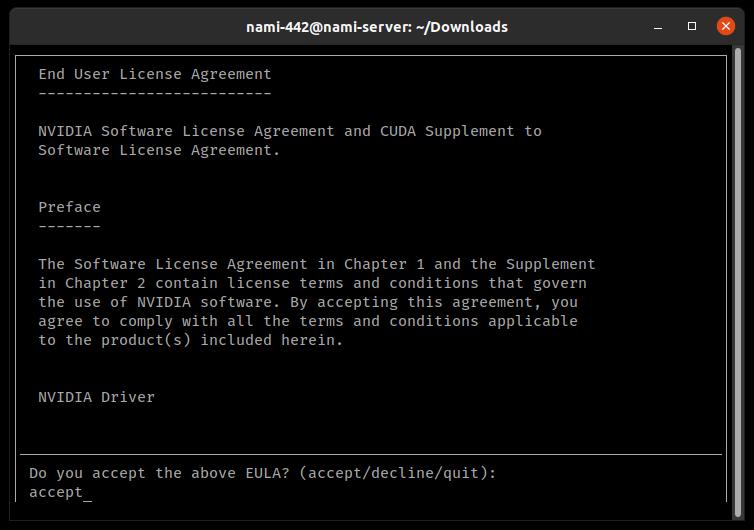 nami-442@nami-server: ~/Downloads
End User License Agreement
--------------------------
NVIDIA Software License Agreement and CUDA Supplement to
Software License Agreement.
Preface
-------
The Software License Agreement in Chapter 1 and the Supplement
in Chapter 2 contain license terms and conditions that govern
the use of NVIDIA software. By accepting this agreement, you
agree to comply with all the terms and conditions applicable
to the product(s) included herein.
NVIDIA Driver
Do you accept the above EULA? (accept/decline/quit):
accept_